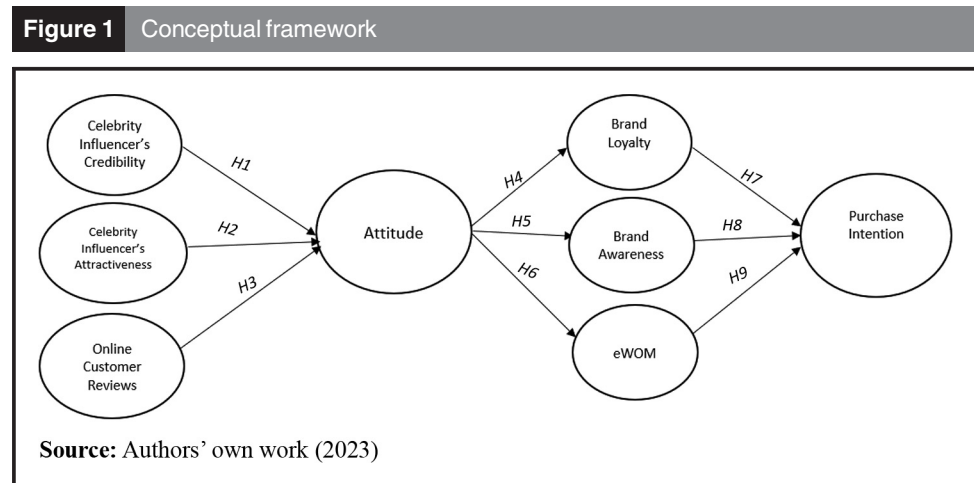 Figure 1 Conceptual framework
Celebrity
Influencer's
Credibility
H1
Celebrity
Influencer's
Attractiveness
H2
Online
Customer
Reviews
H3
Attitude
H4
H5
H6
Brand
Loyalty
Brand
Awareness
eWOM
H7
H8
H9
Purchase
Intention
Source: Authors' own work (2023)